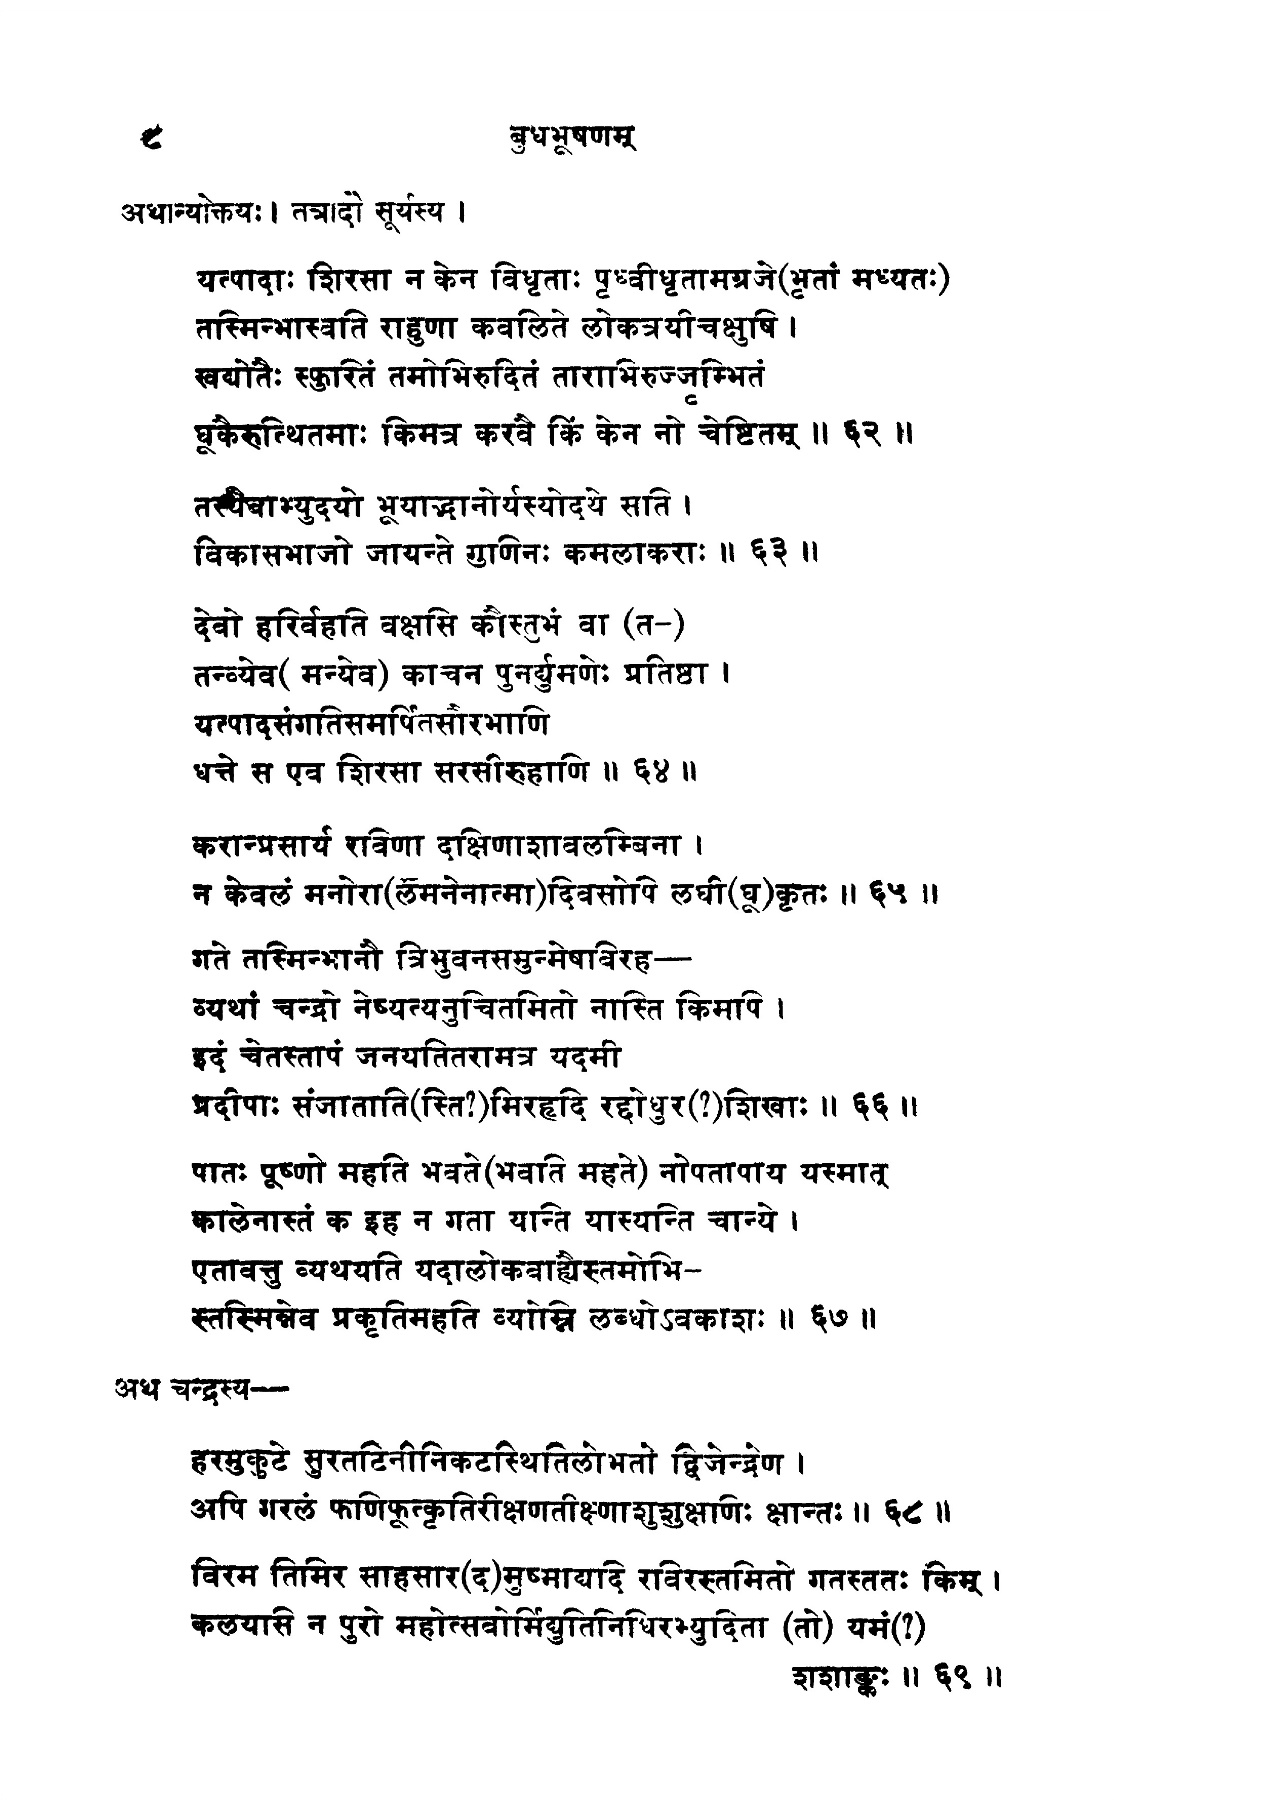 ८ बुधभूषणम्
अथान्योक्तयः। तत्रादौ सूर्यस्य।
यत्पादाः शिरसा न केन विधृताः पृथ्वीधृतामग्रजे(भृतां मध्यतः)
तस्मिन्भास्वति राहुणा कवलिते लोकत्रयीचक्षुषि।
खद्योतैः स्फुरितं तमोभिरुदितं ताराभिरुज्जृम्भितं
घूकैरुत्थितमाः किमत्र करवै किं केन नो चेष्टितम्॥ ६२॥
तस्यैवाभ्युदयो भूयाद्भानोर्यस्योदये सति।
विकासभाजो जायन्ते गुणिनः कमलाकराः॥ ६३॥
देवो हरिर्वहति वक्षसि कौस्तुभं वा (त-)
तन्व्येव( मन्येव) काचन पुनर्द्युमणेः प्रतिष्ठा।
यत्पादसंगतिसमर्पितसौरभाणि
धत्ते स एव शिरसा सरसीरुहाणि॥ ६४॥
करान्प्रसार्य रविणा दक्षिणाशावलम्बिना।
न केवलं मनोरा(लमनेनात्मा)दिवसोपि लघी(घू)कृतः॥ ६५॥
गते तस्मिन्भानौ त्रिभुवनसमुन्मेषविरह—
व्यथां चन्द्रो नेष्यत्यनुचितमितो नास्ति किमपि।
इदं चेतस्तापं जनयतितरामत्र यदमी
प्रदीपाः संजाताति(स्ति?)मिरहृदि रद्दोधुर(?)शिखाः॥ ६६॥
पातः पूष्णो महति भवते(भवति महते) नोपतापाय यस्मात्
कालेनास्तं क इह न गता यान्ति यास्यन्ति चान्ये।
एतावत्तु व्यथयति यदालोकबाह्यैस्तमोभि-
स्तस्मिन्नेव प्रकृतिमहति व्योम्नि लब्धोऽवकाशः॥ ६७॥
अथ चन्द्रस्य—
हरमुकुटे सुरतटिनीनिकटस्थितिलोभतो द्विजेन्द्रेण।
अपि गरलं फणिफूत्कृतिरीक्षणतीक्ष्णाशुशुक्षाणिः क्षान्तः॥ ६८॥
विरम तिमिर साहसार(द)मुष्मायादि रविरस्तमितो गतस्ततः किम्।
कलयासि न पुरो महोत्सवोर्मिद्युतिनिधिरभ्युदिता (तो) यमं(?)
शशाङ्कः॥ ६९॥